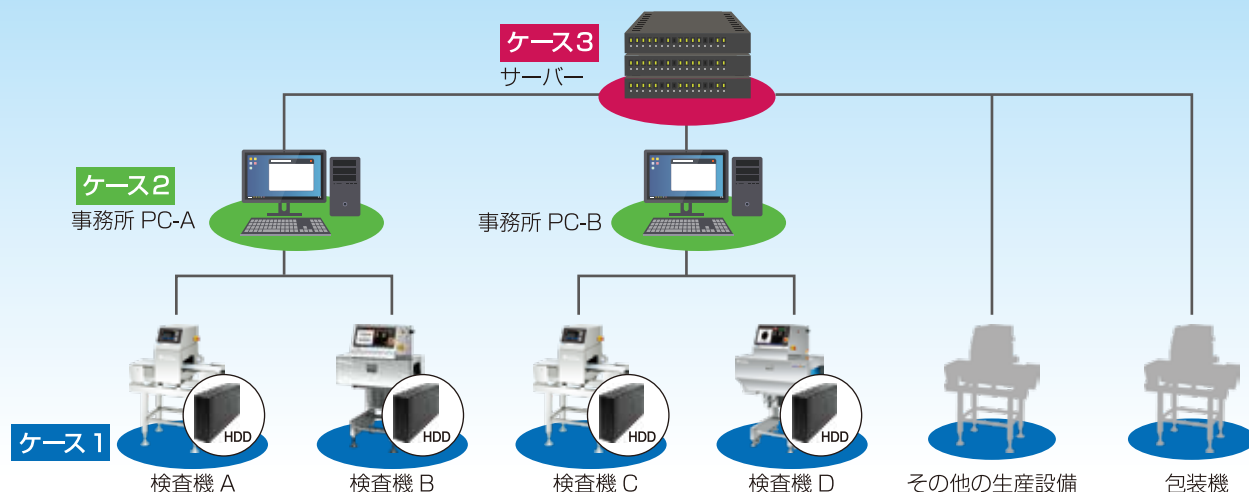 ケース3
サーバー
ケース2
事務所 PC-A
事務所 PC-B
ケース1
HDD
HDD
HDD
HDD
検査機 A
検査機 B
検査機 C
検査機 D
その他の生産設備
包装機